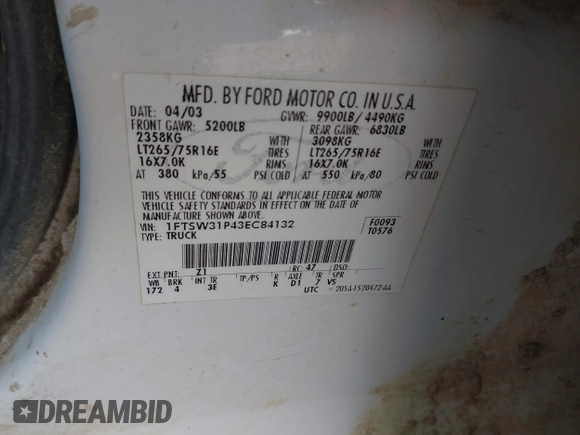 MFD. BY FORD MOTOR CO. IN U.S.A.
DATE: 04/03 GVWR: 9900LB / 4490KG
FRONT GAWR: 5200LB REAR GAWR: 6830LB
2358KG WITH 3098KG WITH
LT265/75R16E TIRES LT265/75R16E TIRES
16X7.0K RIMS 16X7.0K RIMS
AT 380 kPa/55 PSI COLD AT 550 kPa/80 PSI COLD
THIS VEHICLE CONFORMS TO ALL APPLICABLE FEDERAL MOTOR
VEHICLE SAFETY STANDARDS IN EFFECT ON THE DATE OF
MANUFACTURE SHOWN ABOVE.
VIN: 1FTSW31P43EC84132 F0093
TYPE: TRUCK T0576
EXT PNT: Z1 RC: 47 DSO:
WB BRK INT TR TP/PS R AXLE TR SPR
172 4 3E K D1 7 VS
UTC 2U5A-1520472-AA
Ford
DREAMBID